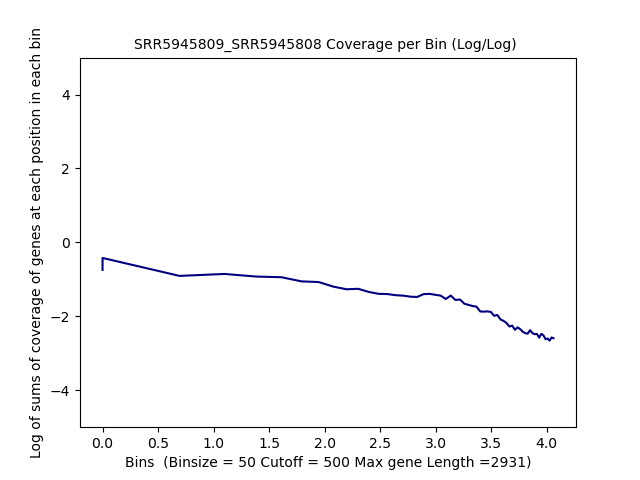 SRR5945809_SRR5945808 Coverage per Bin (Log/Log)
Log of sums of coverage of genes at each position in each bin
4
2
0
−2
−4
0.0 0.5 1.0 1.5 2.0 2.5 3.0 3.5 4.0
Bins  (Binsize = 50 Cutoff = 500 Max gene Length =2931)